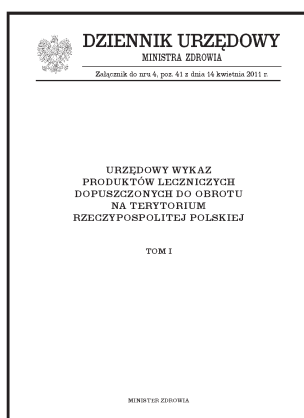 DZIENNIK URZĘDOWY
MINISTRA ZDROWIA
Załącznik do nru 4, poz. 41 z dnia 14 kwietnia 2011 r.
URZĘDOWY WYKAZ
PRODUKTÓW LECZNICZYCH
DOPUSZCZONYCH DO OBROTU
NA TERYTORIUM
RZECZYPOSPOLITEJ POLSKIEJ
TOM I
MINISTER ZDROWIA